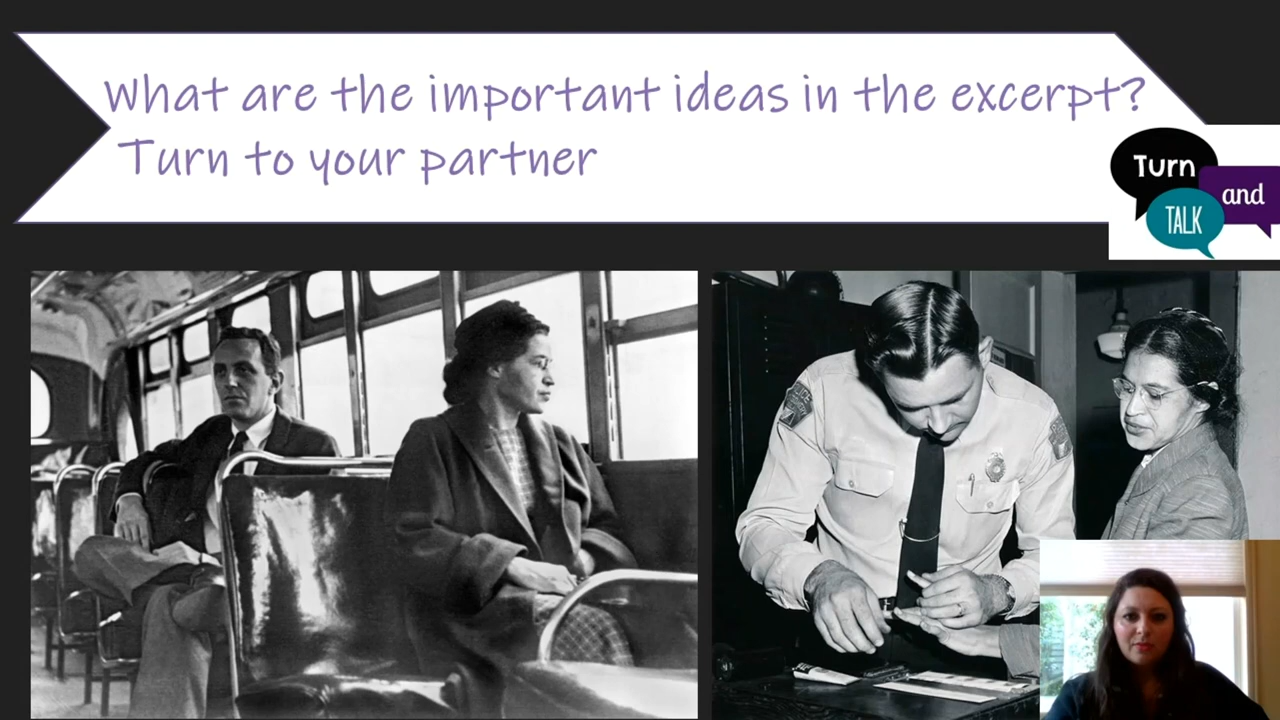 What are the important ideas in the excerpt?
Turn to your partner
Turn
and
TALK